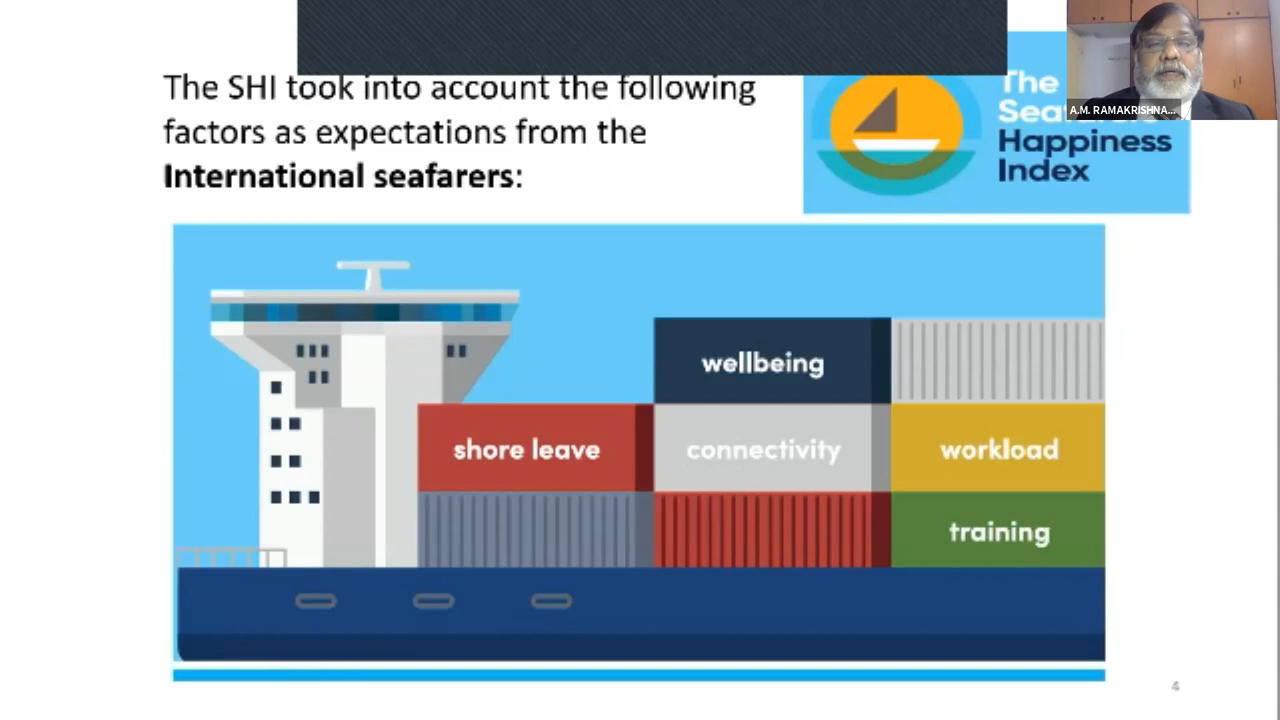 The SHI took into account the following
factors as expectations from the
International seafarers:
The
Happiness
Index
A.M. RAMAKRISHNA...
wellbeing
shore leave
connectivity
workload
training
4